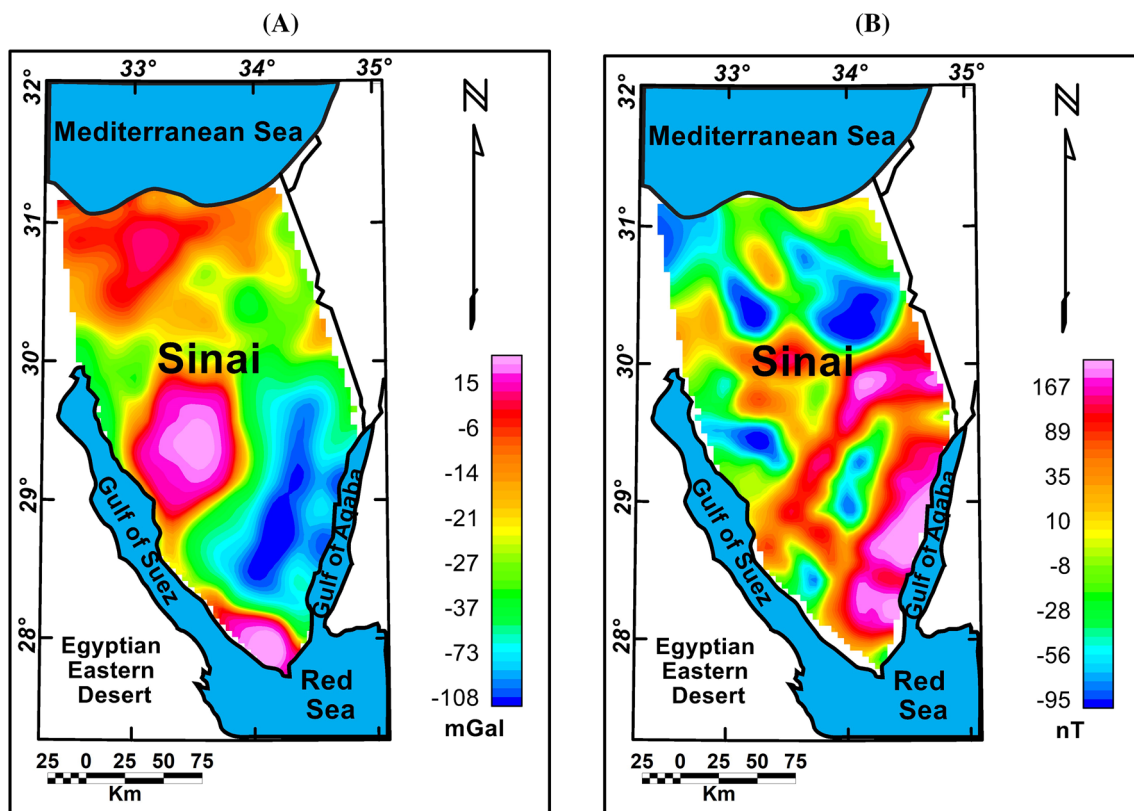 (A)
33° 34° 35°
32°
31°
30°
29°
28°
N
Mediterranean Sea
Sinai
Gulf of Suez
Gulf of Aqaba
Egyptian
Eastern
Desert
Red
Sea
15
-6
-14
-21
-27
-37
-73
-108
mGal
25 0 25 50 75
Km
(B)
33° 34° 35°
32°
31°
30°
29°
28°
N
Mediterranean Sea
Sinai
Gulf of Suez
Gulf of Aqaba
Egyptian
Eastern
Desert
Red
Sea
167
89
35
10
-8
-28
-56
-95
nT
25 0 25 50 75
Km